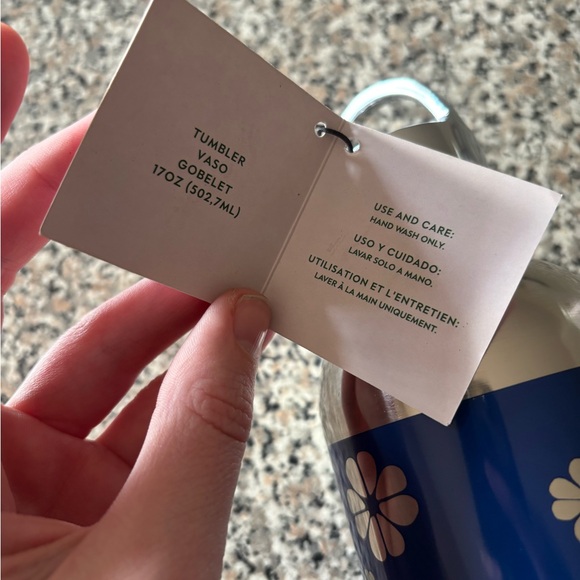 TUMBLER
VASO
GOBELET
17OZ (502,7ML)
USE AND CARE:
HAND WASH ONLY.
USO Y CUIDADO:
LAVAR SOLO A MANO.
UTILISATION ET L'ENTRETIEN:
LAVER À LA MAIN UNIQUEMENT.